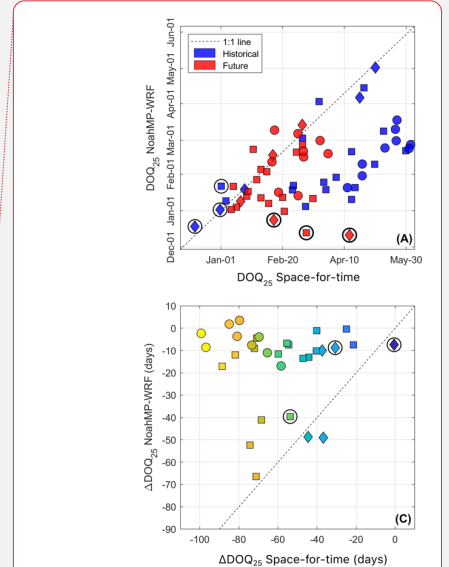 1:1 line
Historical
Future
DOQ25 NoahMP-WRF
Jun-01
May-01
Apr-01
Mar-01
Feb-01
Jan-01
Dec-01
(A)
Jan-01 Feb-20 Apr-10 May-30
DOQ25 Space-for-time
ΔDOQ25 NoahMP-WRF (days)
10
0
-10
-20
-30
-40
-50
-60
-70
-80
-90
(C)
-100 -80 -60 -40 -20 0
ΔDOQ25 Space-for-time (days)